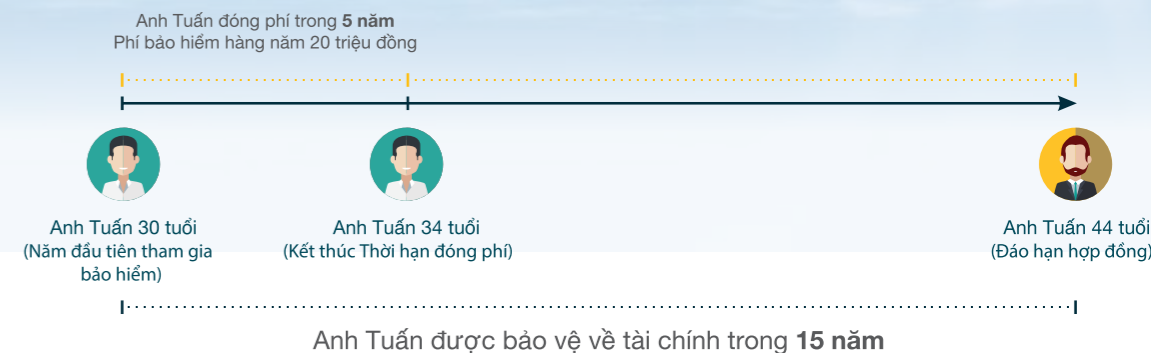 Anh Tuấn đóng phí trong 5 năm
Phí bảo hiểm hàng năm 20 triệu đồng
Anh Tuấn 30 tuổi
(Năm đầu tiên tham gia
bảo hiểm)
Anh Tuấn 34 tuổi
(Kết thúc Thời hạn đóng phí)
Anh Tuấn 44 tuổi
(Đáo hạn hợp đồng)
Anh Tuấn được bảo vệ về tài chính trong 15 năm